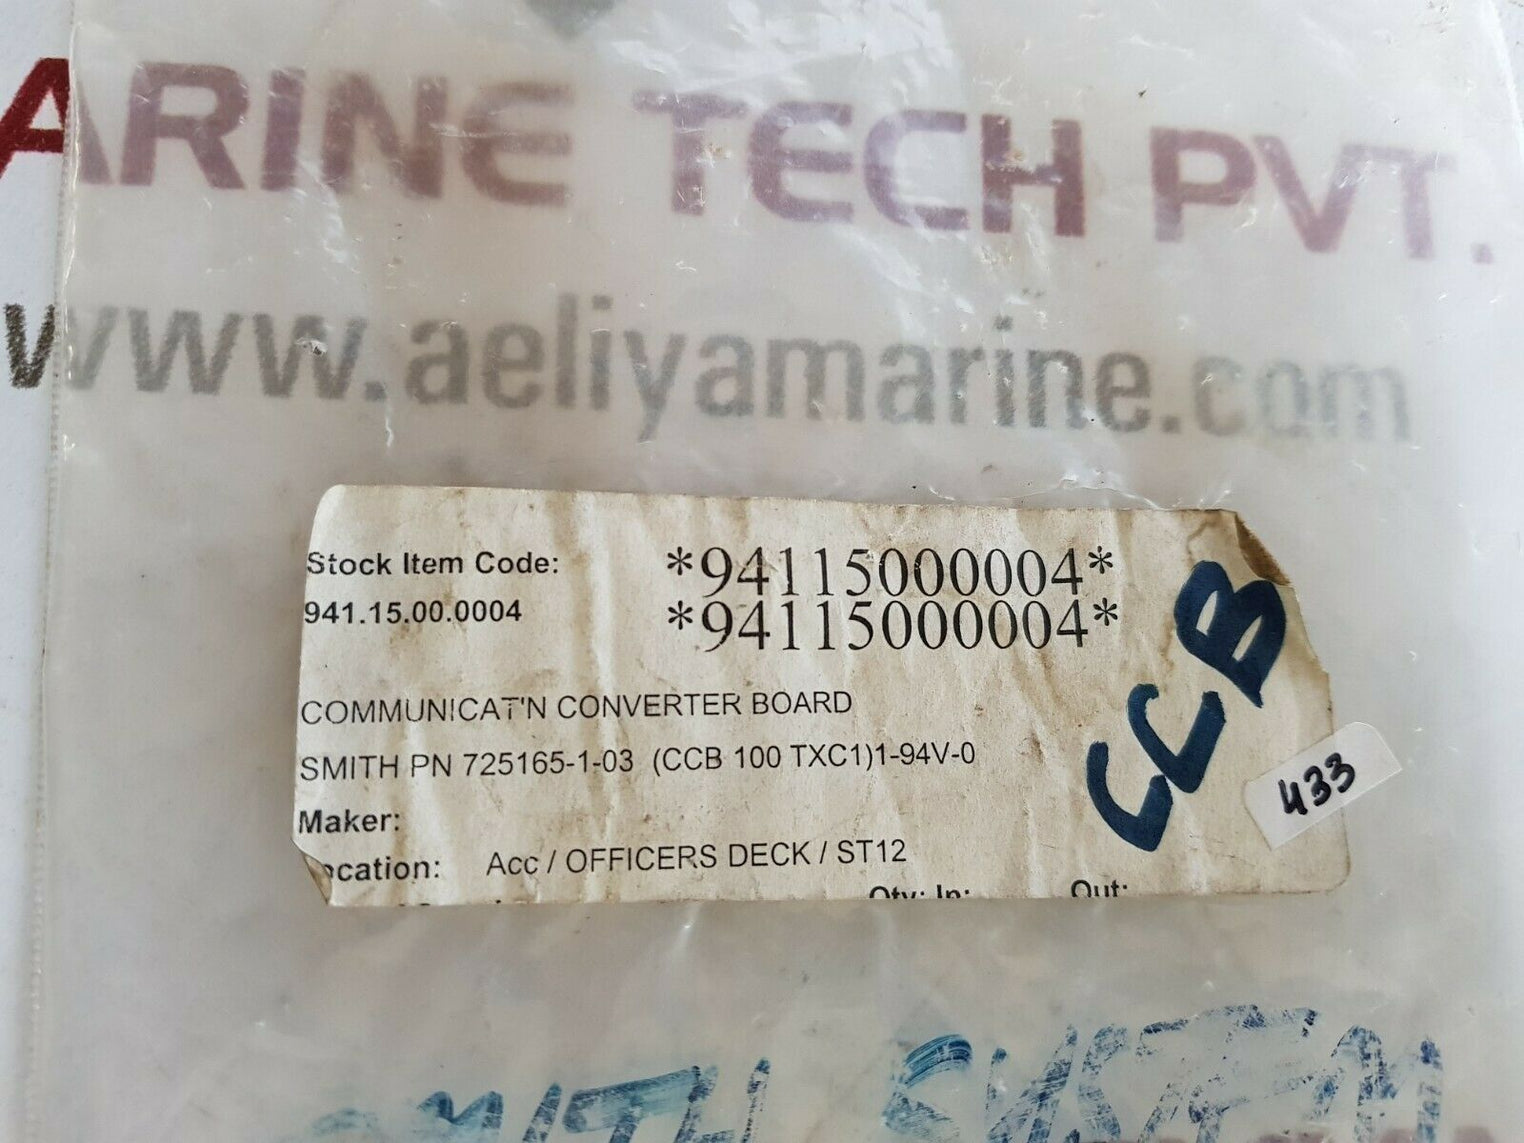 ARINE TECH PVT.
www.aeliyamarine.com
Stock Item Code: *94115000004*
941.15.00.0004 *94115000004*
COMMUNICAT'N CONVERTER BOARD
SMITH PN 725165-1-03 (CCB 100 TXC1)1-94V-0
CCB
433
Maker:
ocation: Acc / OFFICERS DECK / ST12
Qty: In: Out:
SMITH SYSTEM